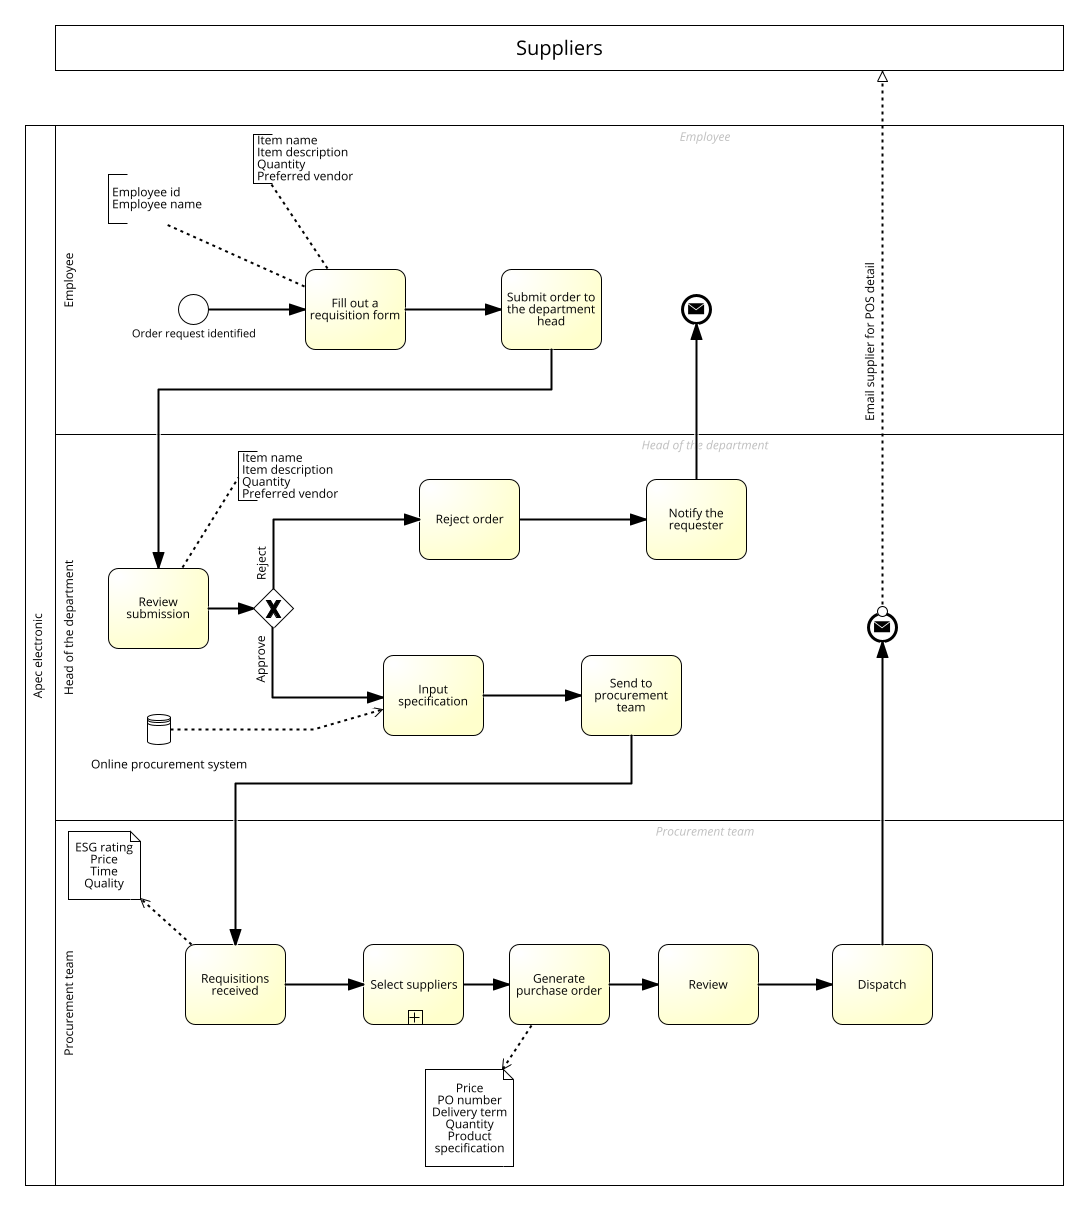 Suppliers
Employee
Item name
Item description
Quantity
Preferred vendor
Employee id
Employee name
Employee
Fill out a
requisition form
Submit order to
the department
head
Order request identified
Email supplier for POS detail
Head of the department
Item name
Item description
Quantity
Preferred vendor
Reject order
Notify the
requester
Reject
Review
submission
X
Approve
Apec electronic
Head of the department
Input
specification
Send to
procurement
team
Online procurement system
Procurement team
ESG rating
Price
Time
Quality
Procurement team
Requisitions
received
Select suppliers
Generate
purchase order
Review
Dispatch
Price
PO number
Delivery term
Quantity
Product
specification